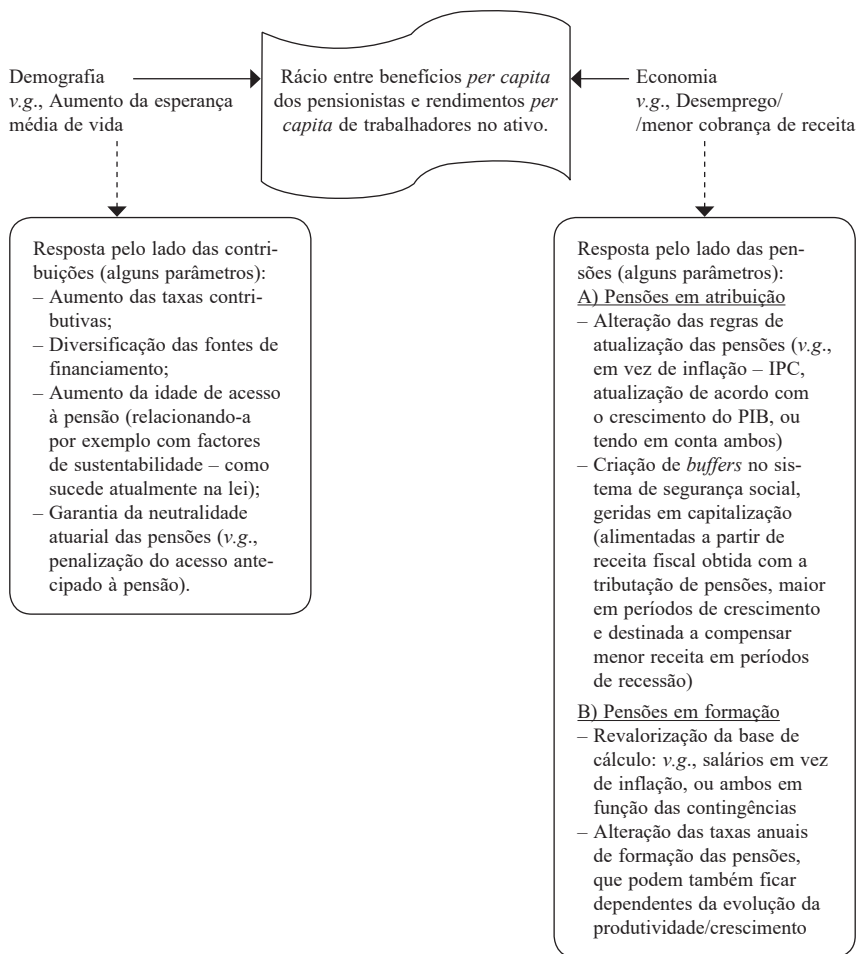 Demografia
v.g., Aumento da esperança
média de vida
Rácio entre benefícios per capita
dos pensionistas e rendimentos per
capita de trabalhadores no ativo.
Economia
v.g., Desemprego/
/menor cobrança de receita
Resposta pelo lado das contri-
buições (alguns parâmetros):
– Aumento das taxas contri-
butivas;
– Diversificação das fontes de
financiamento;
– Aumento da idade de acesso
à pensão (relacionando-a
por exemplo com factores
de sustentabilidade – como
sucede atualmente na lei);
– Garantia da neutralidade
atuarial das pensões (v.g.,
penalização do acesso ante-
cipado à pensão).
Resposta pelo lado das pen-
sões (alguns parâmetros):
A) Pensões em atribuição
– Alteração das regras de
atualização das pensões (v.g.,
em vez de inflação – IPC,
atualização de acordo com
o crescimento do PIB, ou
tendo em conta ambos)
– Criação de buffers no sis-
tema de segurança social,
geridas em capitalização
(alimentadas a partir de
receita fiscal obtida com a
tributação de pensões, maior
em períodos de crescimento
e destinada a compensar
menor receita em períodos
de recessão)
B) Pensões em formação
– Revalorização da base de
cálculo: v.g., salários em vez
de inflação, ou ambos em
função das contingências
– Alteração das taxas anuais
de formação das pensões,
que podem também ficar
dependentes da evolução da
produtividade/crescimento